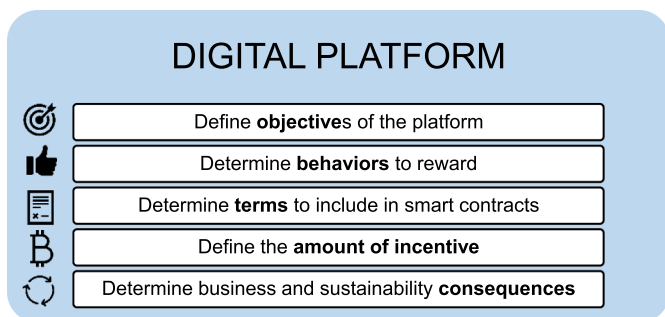 DIGITAL PLATFORM
Define objectives of the platform
Determine behaviors to reward
Determine terms to include in smart contracts
Define the amount of incentive
Determine business and sustainability consequences